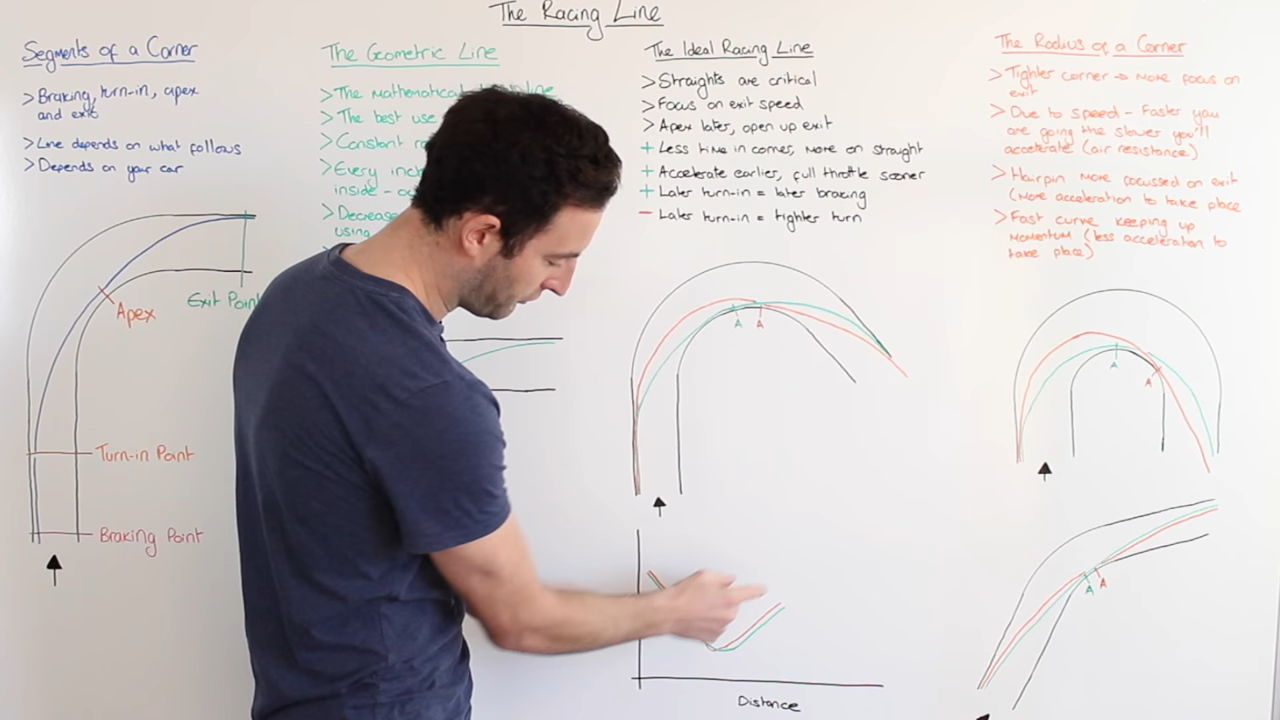 The Racing Line
Segments of a Corner
>Braking, turn-in, apex
and exit
>Line depends on what follows
>Depends on your car
Apex
Exit Point
Turn-in Point
Braking Point
The Geometric Line
>The mathematical line
>The best use
>Constant
>Every
inside -
>Decrease
using
The Ideal Racing Line
>Straights are critical
>Focus on exit speed
>Apex later, open up exit
+ Less time in corner, more on straight
+ Accelerate earlier, full throttle sooner
+ Later turn-in = later braking
- Later turn-in = tighter turn
A A
Distance
The Radius of a Corner
>Tighter corner → more focus on
exit
>Due to speed - Faster you
are going the slower you'll
accelerate (air resistance)
>Hairpin more focussed on exit
(More acceleration to take place
>Fast curve keeping up
momentum (less acceleration to
take place)
A
A
A A